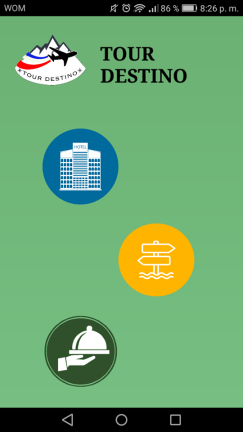 WOM 86 % 8:26 p. m.
TOUR
DESTINO
TOUR DESTINO
HOTEL